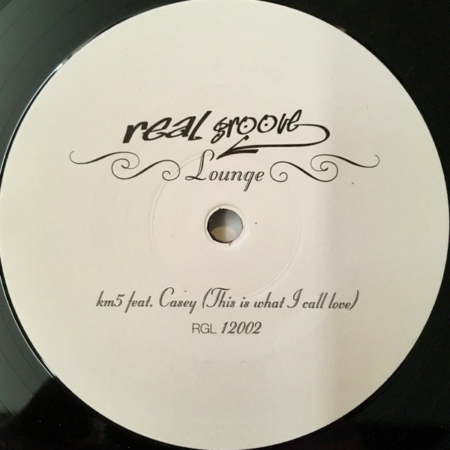 real groove
Lounge
km5 feat. Casey (This is what I call love)
RGL 12002